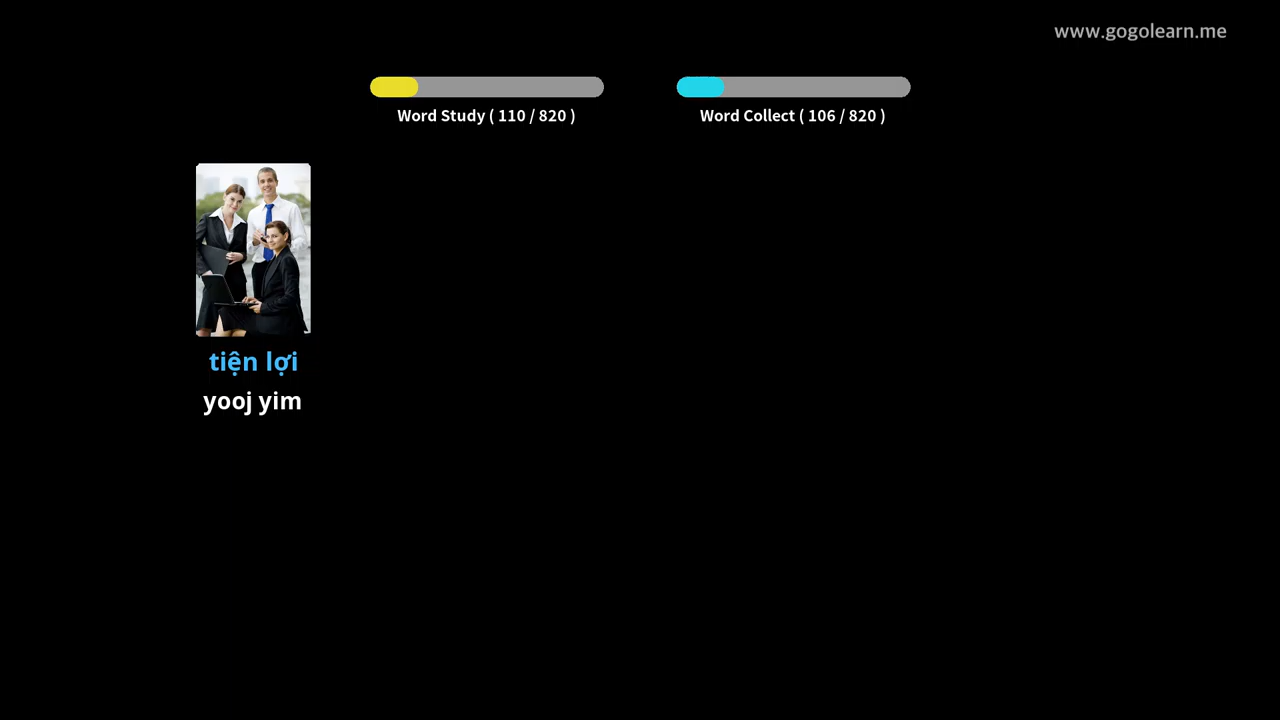 www.gogolearn.me
Word Study ( 110 / 820 )
Word Collect ( 106 / 820 )
tiện lợi
yooj yim